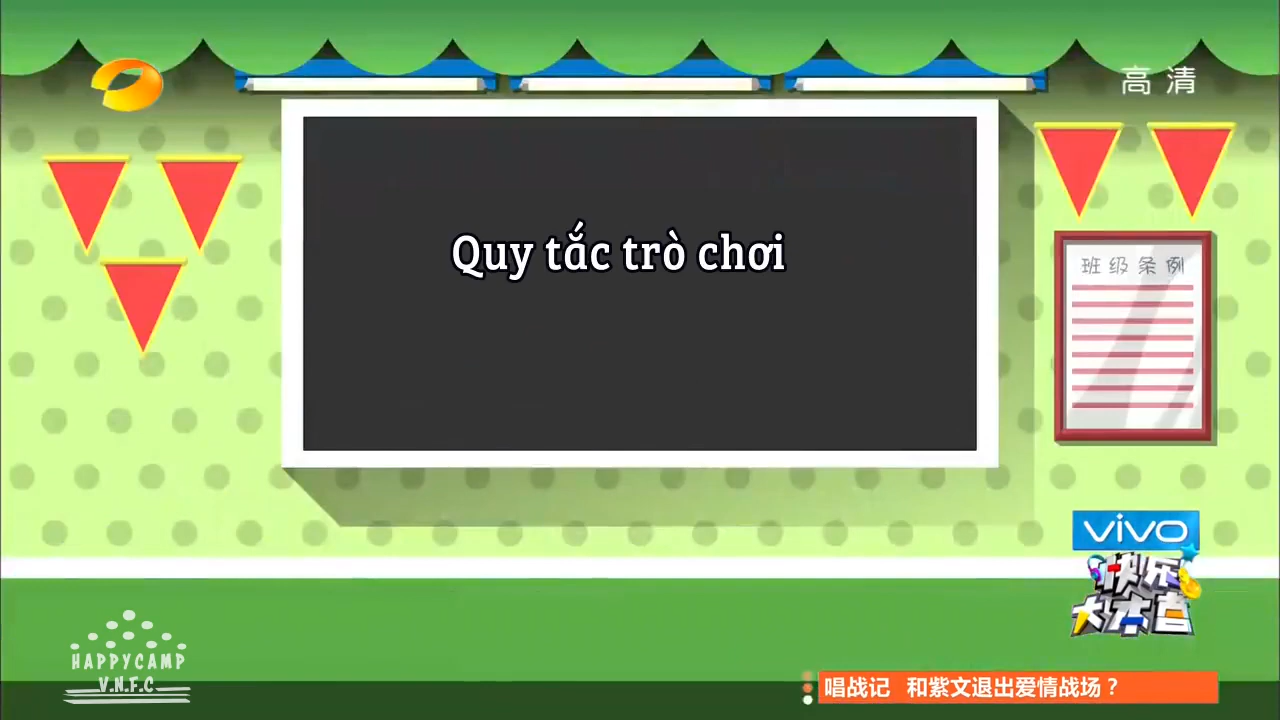 高清
Quy tắc trò chơi
班级条例
vivo
快乐
大本营
HAPPYCAMP
V.N.F.C
唱战记 和紫文退出爱情战场？